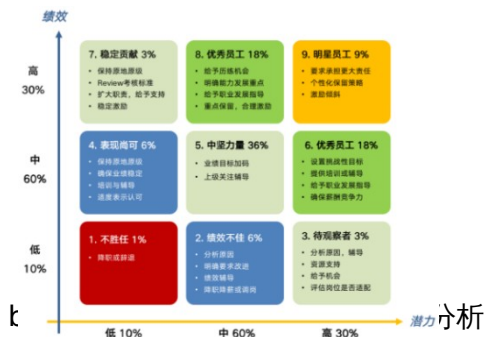 绩效
高
30%
7. 稳定贡献 3%
• 保持原地原级
• Review考核标准
• 扩大职责，给予支持
• 稳定激励
8. 优秀员工 18%
• 给予历练机会
• 明确能力发展重点
• 给予职业发展指导
• 重点保留，合理激励
9. 明星员工 9%
• 要求承担更大责任
• 个性化保留策略
• 激励倾斜
中
60%
4. 表现尚可 6%
• 保持原地原级
• 确保业绩稳定
• 培训与辅导
• 适度表示认可
5. 中坚力量 36%
• 业绩目标加码
• 上级关注辅导
6. 优秀员工 18%
• 设置挑战性目标
• 提供培训或辅导
• 给予职业发展指导
• 确保薪酬竞争力
低
10%
1. 不胜任 1%
• 降职或辞退
2. 绩效不佳 6%
• 分析原因
• 明确要求改进
• 绩效辅导
• 降职降薪或调岗
3. 待观察者 3%
• 分析原因，辅导
• 资源支持
• 给予机会
• 评估岗位是否适配
潜力
分析
低 10%
中 60%
高 30%